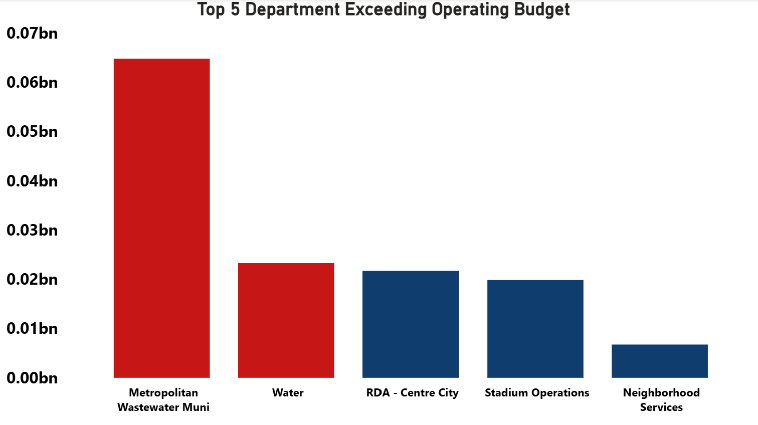 Top 5 Department Exceeding Operating Budget
0.07bn
0.06bn
0.05bn
0.04bn
0.03bn
0.02bn
0.01bn
0.00bn
Metropolitan
Wastewater Muni
Water
RDA - Centre City
Stadium Operations
Neighborhood
Services